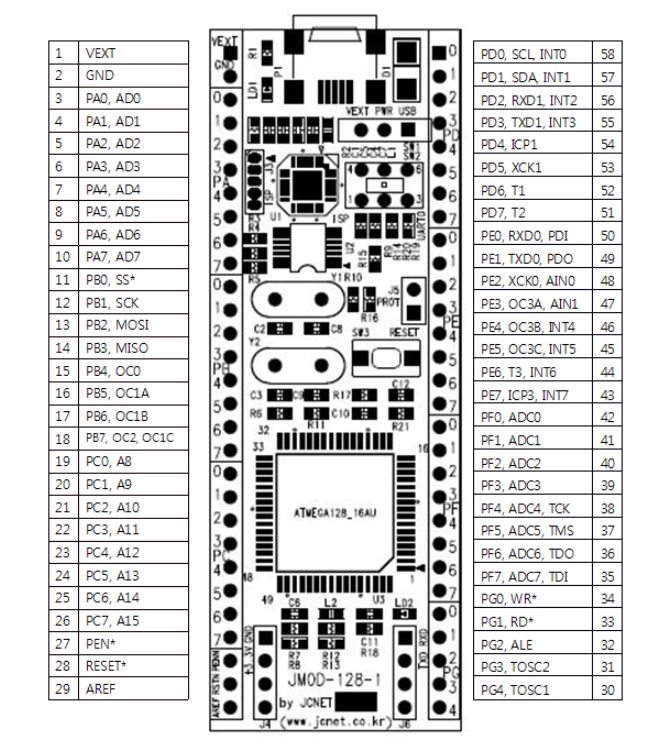 1 VEXT
2 GND
3 PA0, AD0
4 PA1, AD1
5 PA2, AD2
6 PA3, AD3
7 PA4, AD4
8 PA5, AD5
9 PA6, AD6
10 PA7, AD7
11 PB0, SS*
12 PB1, SCK
13 PB2, MOSI
14 PB3, MISO
15 PB4, OC0
16 PB5, OC1A
17 PB6, OC1B
18 PB7, OC2, OC1C
19 PC0, A8
20 PC1, A9
21 PC2, A10
22 PC3, A11
23 PC4, A12
24 PC5, A13
25 PC6, A14
26 PC7, A15
27 PEN*
28 RESET*
29 AREF
VEXT
GND
R1
P1
D1
LD1
VEXT PWR USB
SW1
SW2
J3
ISP
U1
ISP
R3
R4
R5
U2
R15
R9
R14
R20
R19
UART0
Y1 R10
J5
PROT
R16
C2
C8
SW3
RESET
Y2
C3
C9
R17
C12
R6
C10
R11
R21
32
33
16
ATMEGA128_16AU
48
1
49
C6
L2
U3
LD2
R7
R12
C11
R8
R13
R18
+3.3V GND
TXD RXD
AREF RSTN PENN
JMOD-128-1
by JCNET
J4
(www.jcnet.co.kr)
J6
0
1
2
3
4
5
6
7
PA
0
1
2
3
4
5
6
7
PB
0
1
2
3
4
5
6
7
PC
0
1
2
3
4
5
6
7
PD
0
1
2
3
4
5
6
7
PE
0
1
2
3
4
5
6
7
PF
0
1
2
3
4
PG
PD0, SCL, INT0 58
PD1, SDA, INT1 57
PD2, RXD1, INT2 56
PD3, TXD1, INT3 55
PD4, ICP1 54
PD5, XCK1 53
PD6, T1 52
PD7, T2 51
PE0, RXD0, PDI 50
PE1, TXD0, PDO 49
PE2, XCK0, AIN0 48
PE3, OC3A, AIN1 47
PE4, OC3B, INT4 46
PE5, OC3C, INT5 45
PE6, T3, INT6 44
PE7, ICP3, INT7 43
PF0, ADC0 42
PF1, ADC1 41
PF2, ADC2 40
PF3, ADC3 39
PF4, ADC4, TCK 38
PF5, ADC5, TMS 37
PF6, ADC6, TDO 36
PF7, ADC7, TDI 35
PG0, WR* 34
PG1, RD* 33
PG2, ALE 32
PG3, TOSC2 31
PG4, TOSC1 30